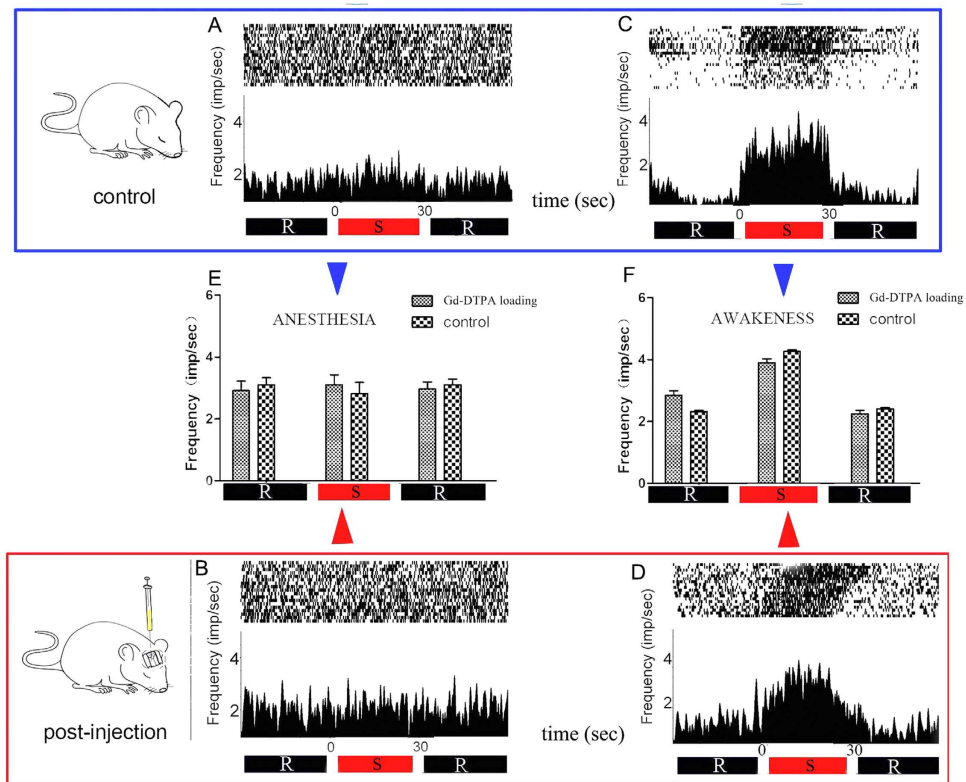 A
Frequency (imp/sec)
4
2
0
30
R
S
R
control
time (sec)
C
Frequency (imp/sec)
4
2
0
30
R
S
R
E
6
4
2
0
Frequency (imp/sec)
ANESTHESIA
Gd-DTPA loading
control
R
S
R
F
6
4
2
0
Frequency (imp/sec)
AWAKENESS
Gd-DTPA loading
control
R
S
R
B
Frequency (imp/sec)
4
2
0
30
R
S
R
post-injection
time (sec)
D
Frequency (imp/sec)
4
2
0
30
R
S
R